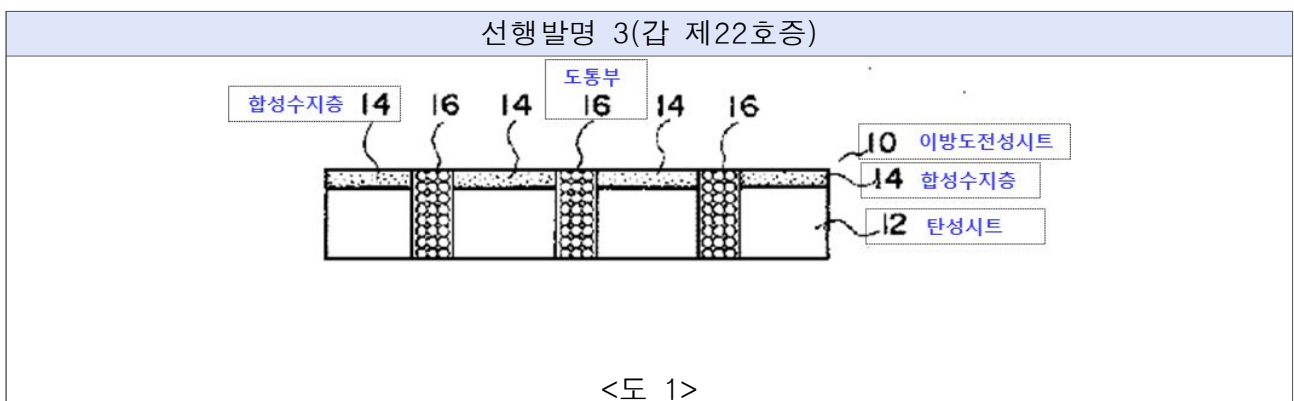 선행발명 3(갑 제22호증)
도통부
합성수지층 14 16 14 16 14 16
10 이방도전성시트
14 합성수지층
12 탄성시트
<도 1>